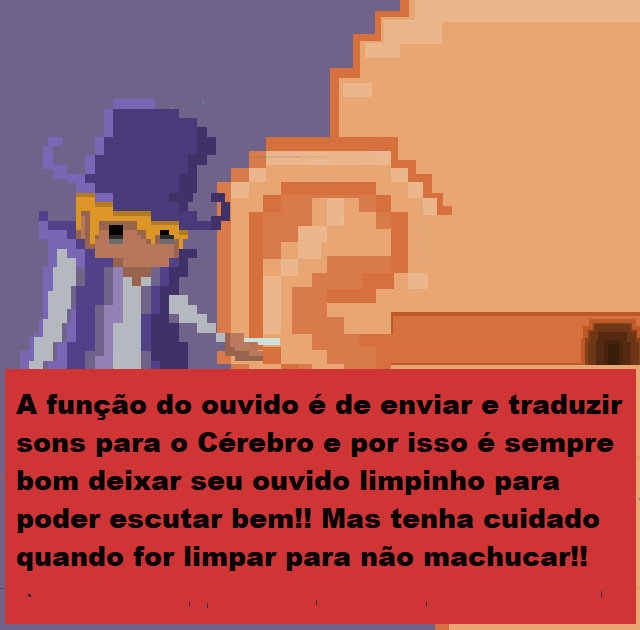 A função do ouvido é de enviar e traduzir
sons para o Cérebro e por isso é sempre
bom deixar seu ouvido limpinho para
poder escutar bem!! Mas tenha cuidado
quando for limpar para não machucar!!